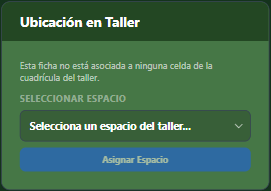 Ubicación en Taller
Esta ficha no está asociada a ninguna celda de la
cuadrícula del taller.
SELECCIONAR ESPACIO
Selecciona un espacio del taller...
Asignar Espacio